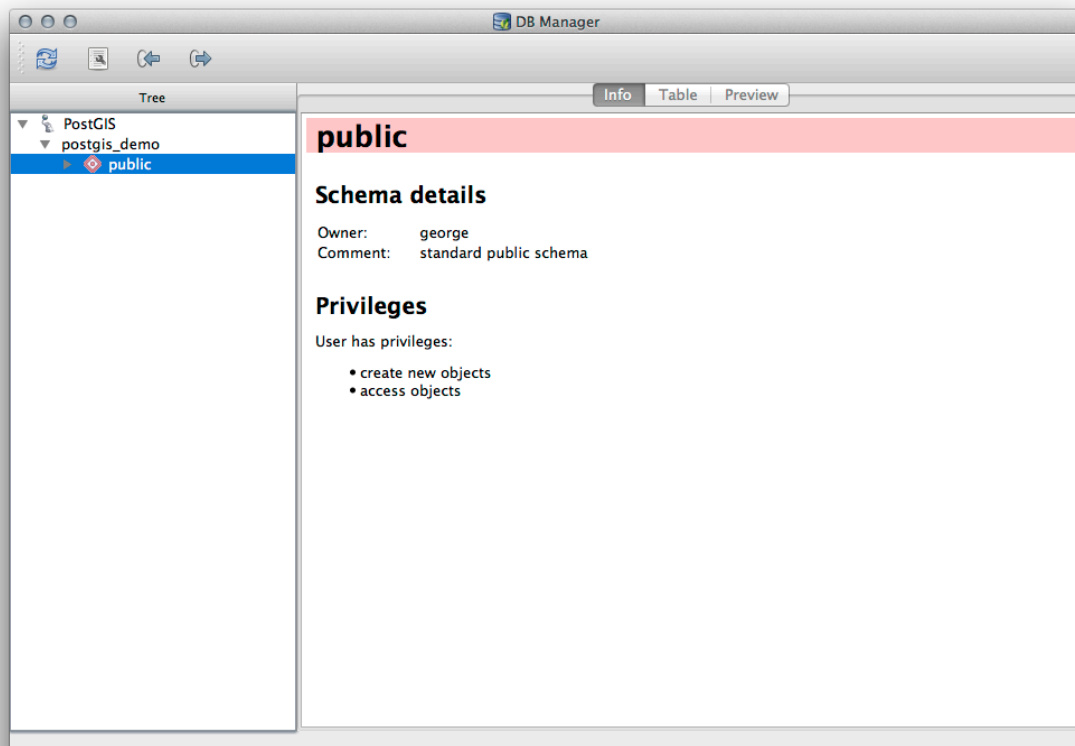 DB Manager
Tree
Info Table Preview
PostGIS
postgis_demo
public
public
Schema details
Owner: george
Comment: standard public schema
Privileges
User has privileges:
• create new objects
• access objects